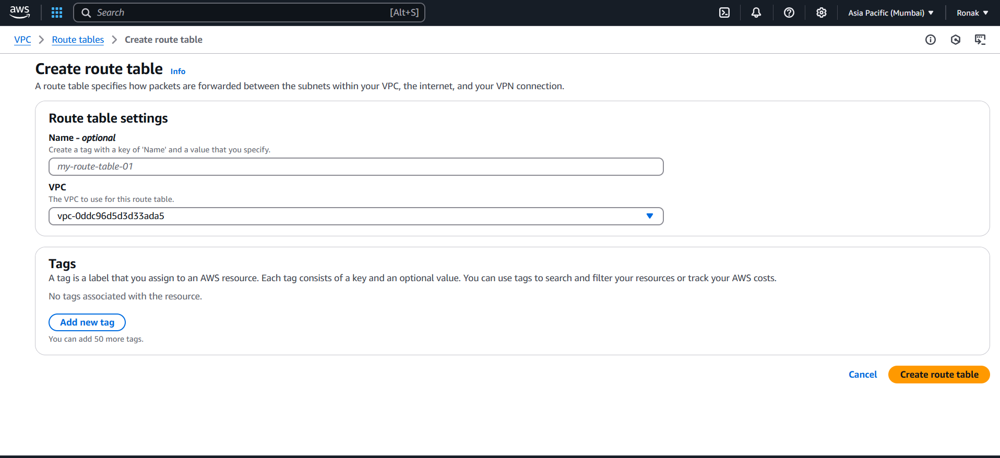 aws
Search [Alt+S]
Asia Pacific (Mumbai)
Ronak
VPC
Route tables
Create route table
Create route table Info
A route table specifies how packets are forwarded between the subnets within your VPC, the internet, and your VPN connection.
Route table settings
Name - optional
Create a tag with a key of 'Name' and a value that you specify.
my-route-table-01
VPC
The VPC to use for this route table.
vpc-0ddc96d5d3d33ada5
Tags
A tag is a label that you assign to an AWS resource. Each tag consists of a key and an optional value. You can use tags to search and filter your resources or track your AWS costs.
No tags associated with the resource.
Add new tag
You can add 50 more tags.
Cancel
Create route table